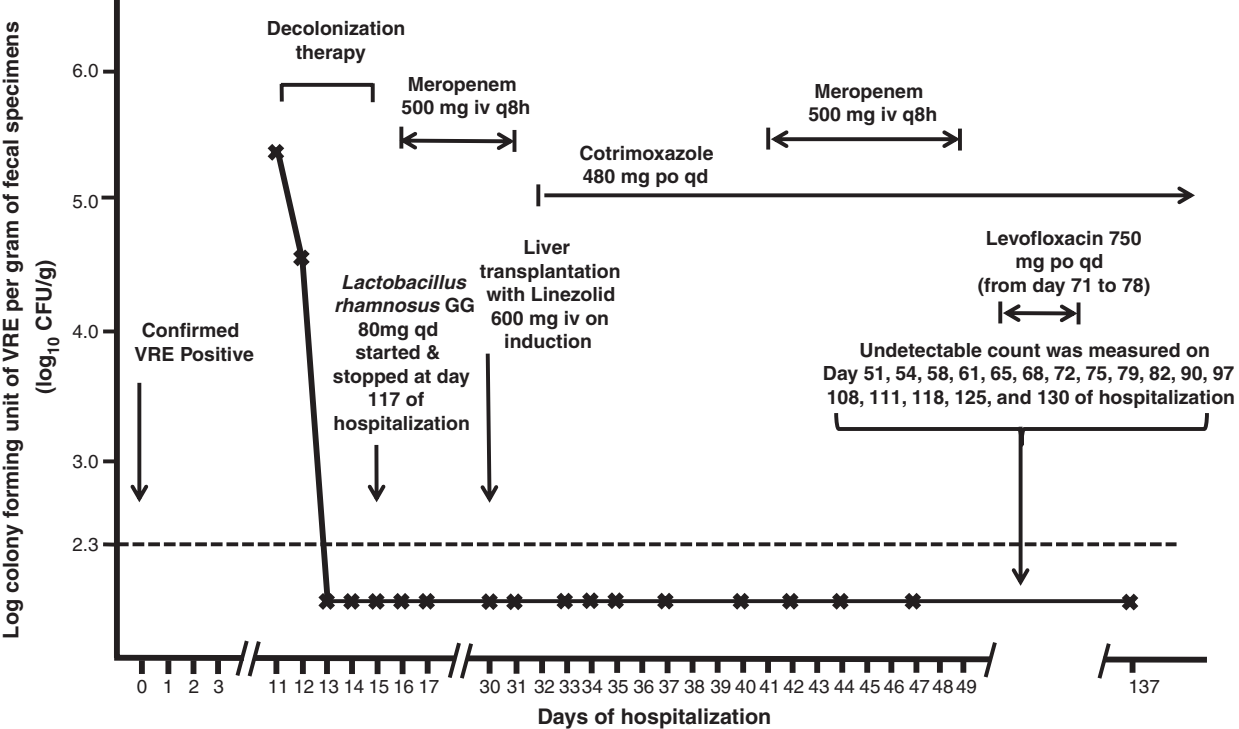 Log colony forming unit of VRE per gram of fecal specimens
(log10 CFU/g)
6.0
5.0
4.0
3.0
2.3
Decolonization
therapy
Meropenem
500 mg iv q8h
Meropenem
500 mg iv q8h
Cotrimoxazole
480 mg po qd
Confirmed
VRE Positive
Lactobacillus
rhamnosus GG
80mg qd
started &
stopped at day
117 of
hospitalization
Liver
transplantation
with Linezolid
600 mg iv on
induction
Levofloxacin 750
mg po qd
(from day 71 to 78)
Undetectable count was measured on
Day 51, 54, 58, 61, 65, 68, 72, 75, 79, 82, 90, 97
108, 111, 118, 125, and 130 of hospitalization
0 1 2 3 11 12 13 14 15 16 17 30 31 32 33 34 35 36 37 38 39 40 41 42 43 44 45 46 47 48 49 137
Days of hospitalization